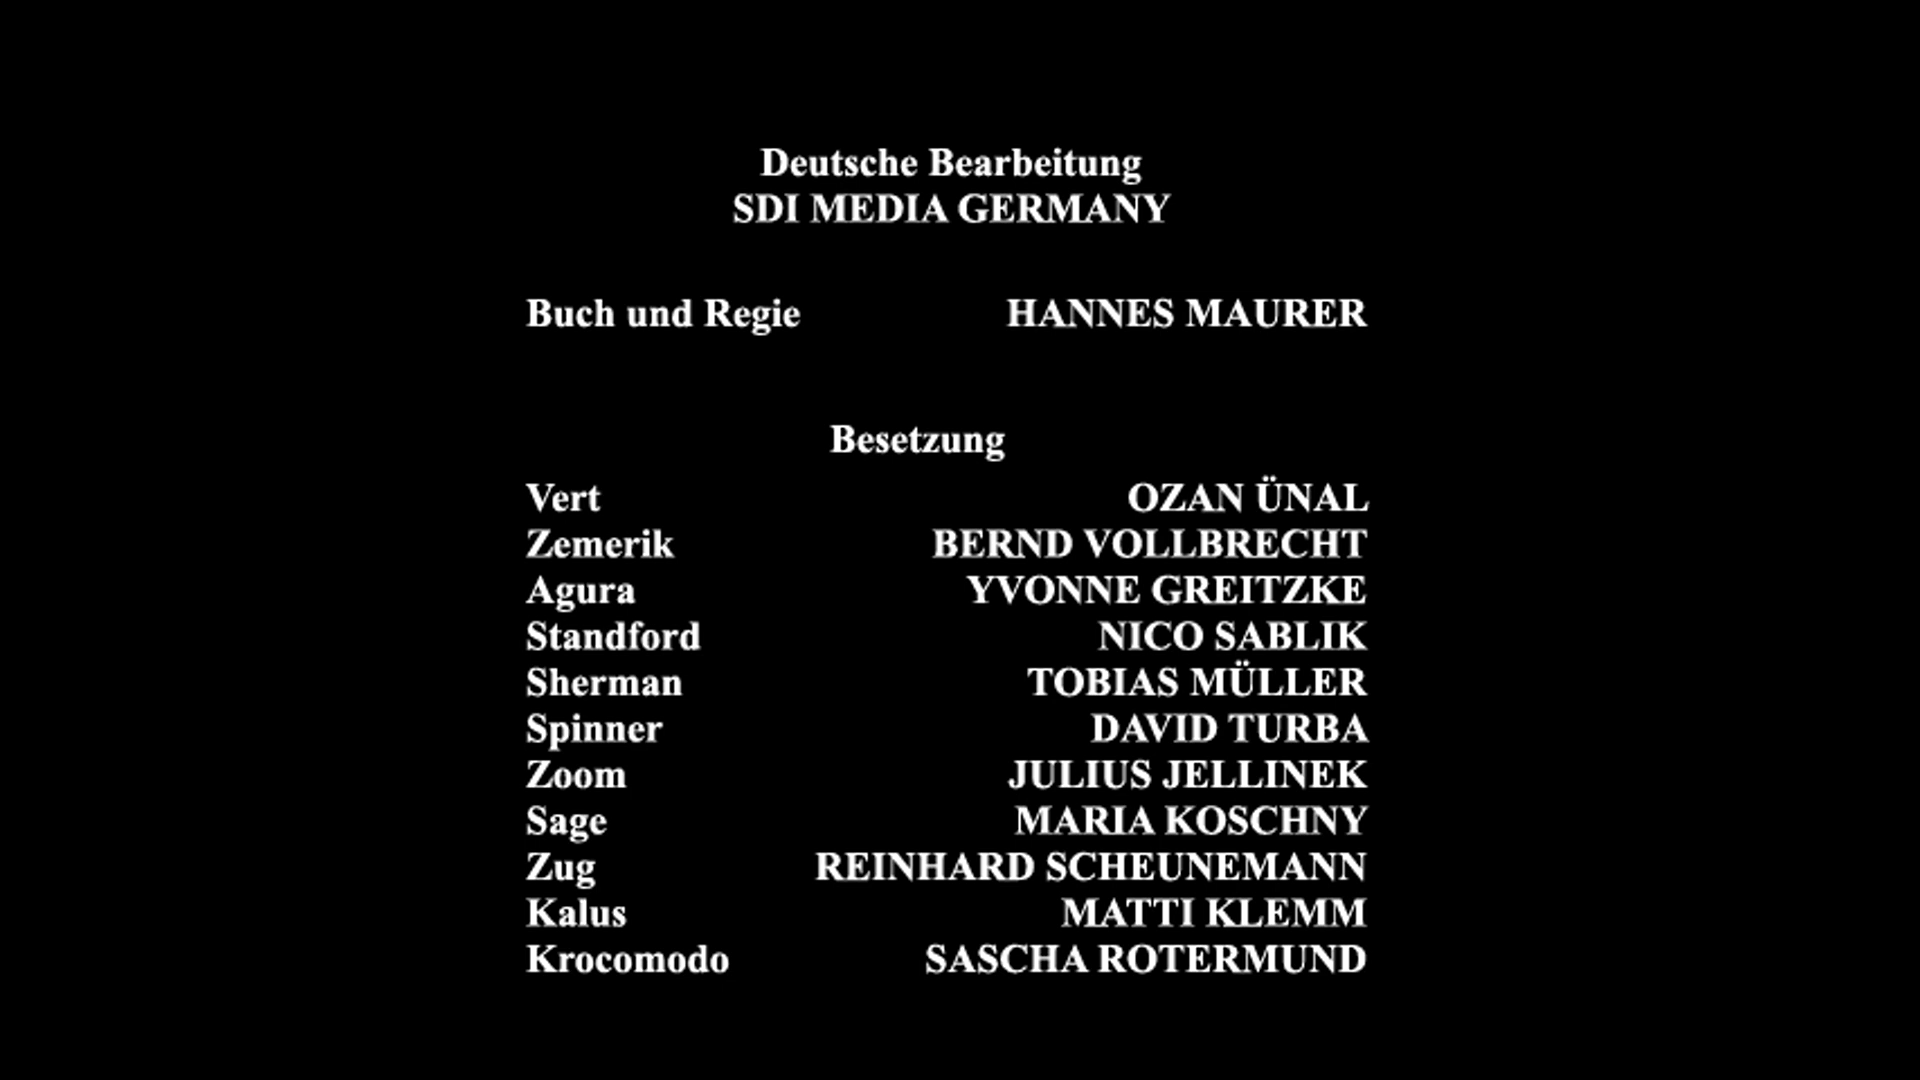 Deutsche Bearbeitung
SDI MEDIA GERMANY
Buch und Regie HANNES MAURER
Besetzung
Vert OZAN ÜNAL
Zemerik BERND VOLLBRECHT
Agura YVONNE GREITZKE
Standford NICO SABLIK
Sherman TOBIAS MÜLLER
Spinner DAVID TURBA
Zoom JULIUS JELLINEK
Sage MARIA KOSCHNY
Zug REINHARD SCHEUNEMANN
Kalus MATTI KLEMM
Krocomodo SASCHA ROTERMUND